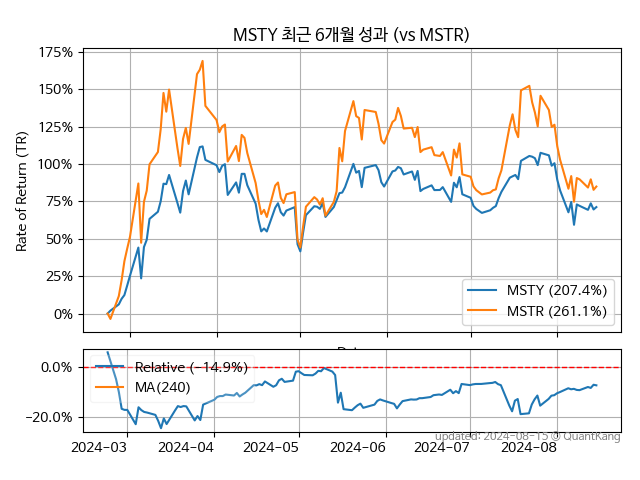 MSTY 최근 6개월 성과 (vs MSTR)
175%
150%
125%
100%
75%
50%
25%
0%
Rate of Return (TR)
MSTY (207.4%)
MSTR (261.1%)
0.0%
-20.0%
Relative (-14.9%)
MA(240)
2024-03
2024-04
2024-05
2024-06
2024-07
2024-08
updated: 2024-08-15 © QuantKang